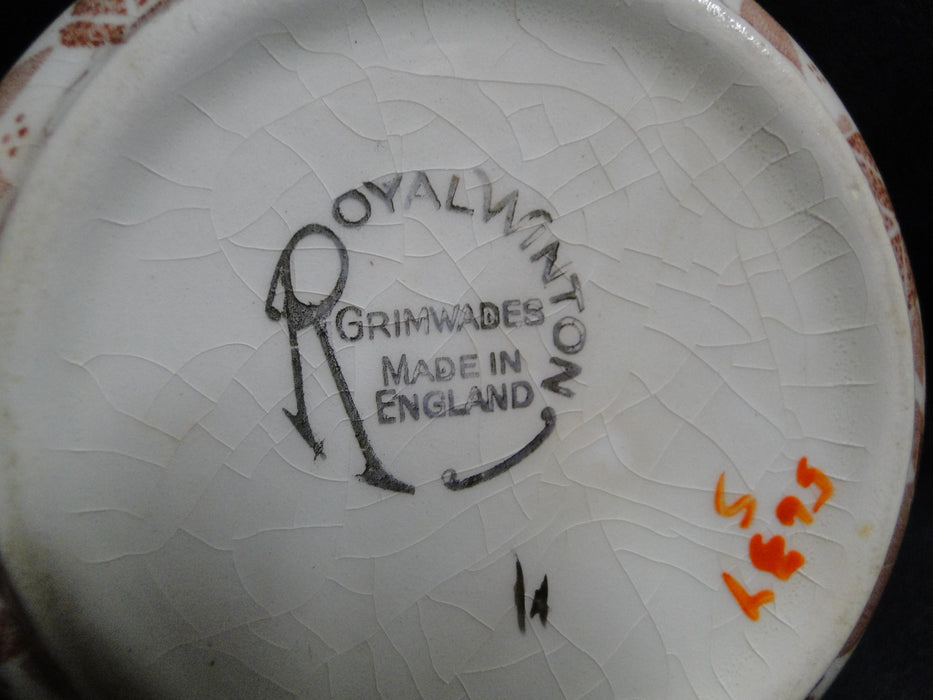 ROYAL WINTON
GRIMWADES
MADE IN
ENGLAND